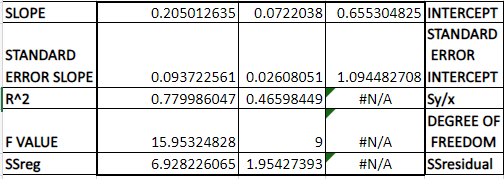 SLOPE 0.205012635 0.0722038 0.655304825 INTERCEPT
STANDARD
ERROR SLOPE 0.093722561 0.02608051 1.094482708 STANDARD
ERROR
INTERCEPT
R^2 0.779986047 0.46598449 #N/A Sy/x
F VALUE 15.95324828 9 #N/A DEGREE OF
FREEDOM
SSreg 6.928226065 1.95427393 #N/A SSresidual